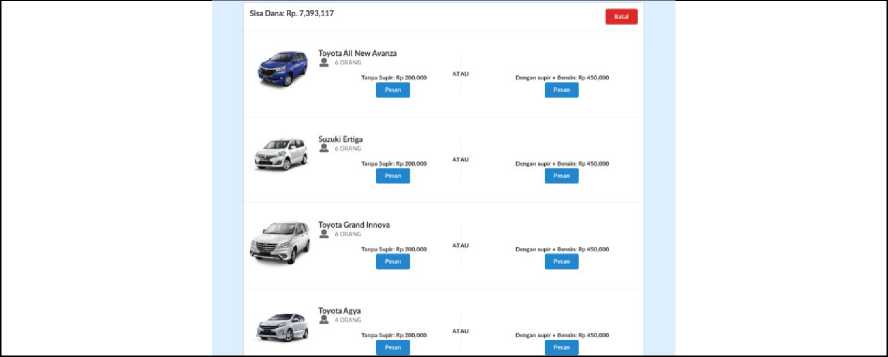 Sisa Dana: Rp. 7,393,117
Batal
Toyota All New Avanza
6 ORANG
Tanpa Supir: Rp 200,000
ATAU
Dengan supir + Bensin: Rp 450,000
Pesan
Pesan
Suzuki Ertiga
6 ORANG
Tanpa Supir: Rp 200,000
ATAU
Dengan supir + Bensin: Rp 450,000
Pesan
Pesan
Toyota Grand Innova
6 ORANG
Tanpa Supir: Rp 200,000
ATAU
Dengan supir + Bensin: Rp 450,000
Pesan
Pesan
Toyota Agya
4 ORANG
Tanpa Supir: Rp 200,000
ATAU
Dengan supir + Bensin: Rp 450,000
Pesan
Pesan